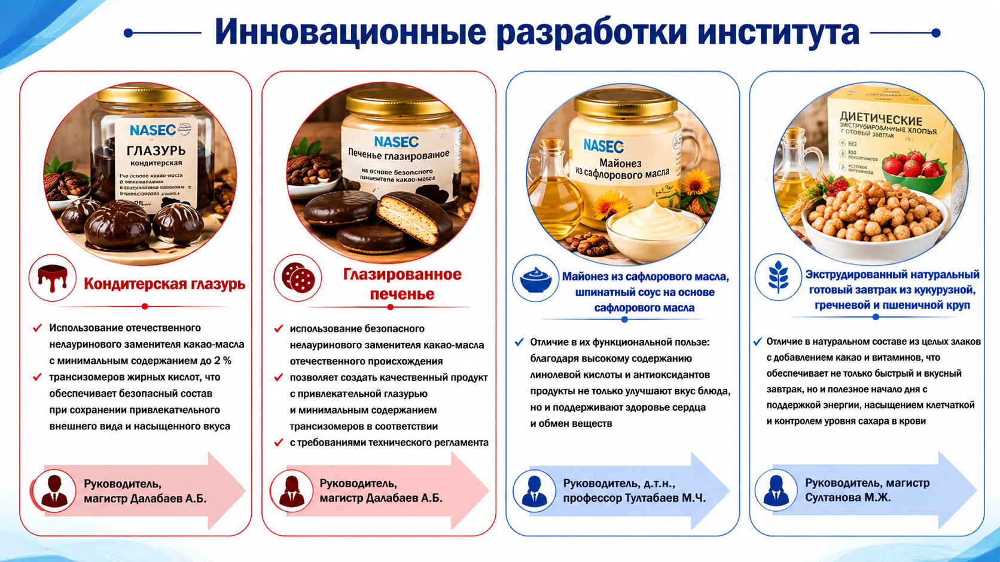 Инновационные разработки института
NASEC
ГЛАЗУРЬ
кондитерская
Кондитерская глазурь
Использование отечественного
нелауринового заменителя какао-масла
с минимальным содержанием до 2 %
трансизомеров жирных кислот, что
обеспечивает безопасный состав
при сохранении привлекательного
внешнего вида и насыщенного вкуса
Руководитель,
магистр Далабаев А.Б.
NASEC
Печенье глазированное
на основе
Глазированное
печенье
использование безопасного
нелауринового заменителя какао-масла
отечественного происхождения
позволяет создать качественный продукт
с привлекательной глазурью
и минимальным содержанием
трансизомеров в соответствии
с требованиями технического регламента
Руководитель,
магистр Далабаев А.Б.
NASEC
Майонез
из сафлорового масла
Майонез из сафлорового масла,
шпинатный соус на основе
сафлорового масла
Отличие в их функциональной пользе:
благодаря высокому содержанию
линолевой кислоты и антиоксидантов
продукты не только улучшают вкус блюда,
но и поддерживают здоровье сердца
и обмен веществ
Руководитель, д.т.н.,
профессор Тултабаев М.Ч.
ДИЕТИЧЕСКИЕ
ЭКСТРУДИРОВАННЫЕ ХЛОПЬЯ
ГОТОВЫЙ ЗАВТРАК
БЕЗ
Экструдированный натуральный
готовый завтрак из кукурузной,
гречневой и пшеничной круп
Отличие в натуральном составе из целых злаков
с добавлением какао и витаминов, что
обеспечивает не только быстрый и вкусный
завтрак, но и полезное начало дня с
поддержкой энергии, насыщением клетчаткой
и контролем уровня сахара в крови
Руководитель, магистр
Султанова М.Ж.